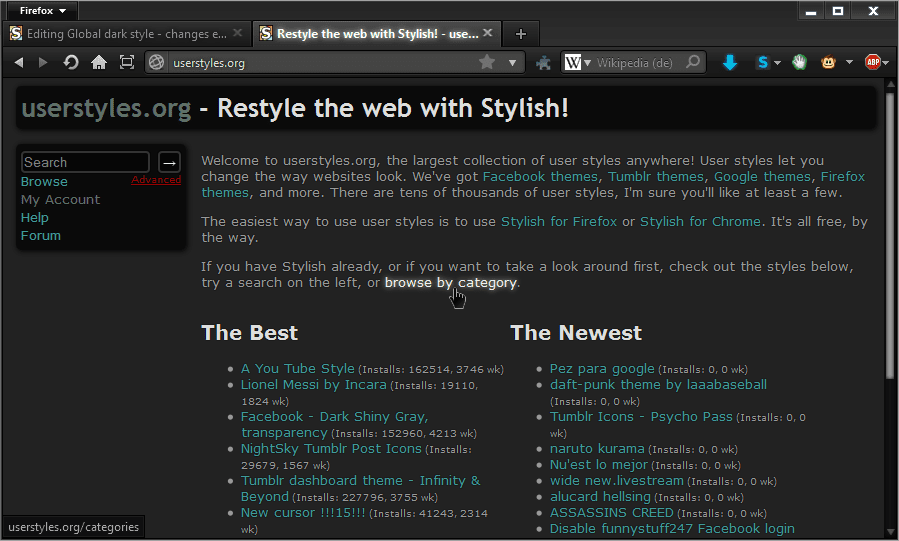 Firefox
Editing Global dark style - changes e...
Restyle the web with Stylish! - use...
userstyles.org
W
Wikipedia (de)
S
ABP
userstyles.org - Restyle the web with Stylish!
Search →
Browse Advanced
My Account
Help
Forum
Welcome to userstyles.org, the largest collection of user styles anywhere! User styles let you
change the way websites look. We've got Facebook themes, Tumblr themes, Google themes, Firefox
themes, and more. There are tens of thousands of user styles, I'm sure you'll like at least a few.
The easiest way to use user styles is to use Stylish for Firefox or Stylish for Chrome. It's all free, by
the way.
If you have Stylish already, or if you want to take a look around first, check out the styles below,
try a search on the left, or browse by category.
The Best
A You Tube Style (Installs: 162514, 3746 wk)
Lionel Messi by Incara (Installs: 19110,
1824 wk)
Facebook - Dark Shiny Gray,
transparency (Installs: 152960, 4213 wk)
NightSky Tumblr Post Icons (Installs:
29679, 1567 wk)
Tumblr dashboard theme - Infinity &
Beyond (Installs: 227796, 3755 wk)
New cursor !!!15!!! (Installs: 41243, 2314
wk)
The Newest
Pez para google (Installs: 0, 0 wk)
daft-punk theme by laaabaseball
(Installs: 0, 0 wk)
Tumblr Icons - Psycho Pass (Installs: 0, 0
wk)
naruto kurama (Installs: 0, 0 wk)
Nu'est lo mejor (Installs: 0, 0 wk)
wide new.livestream (Installs: 0, 0 wk)
alucard hellsing (Installs: 0, 0 wk)
ASSASSINS CREED (Installs: 0, 0 wk)
Disable funnystuff247 Facebook login
userstyles.org/categories